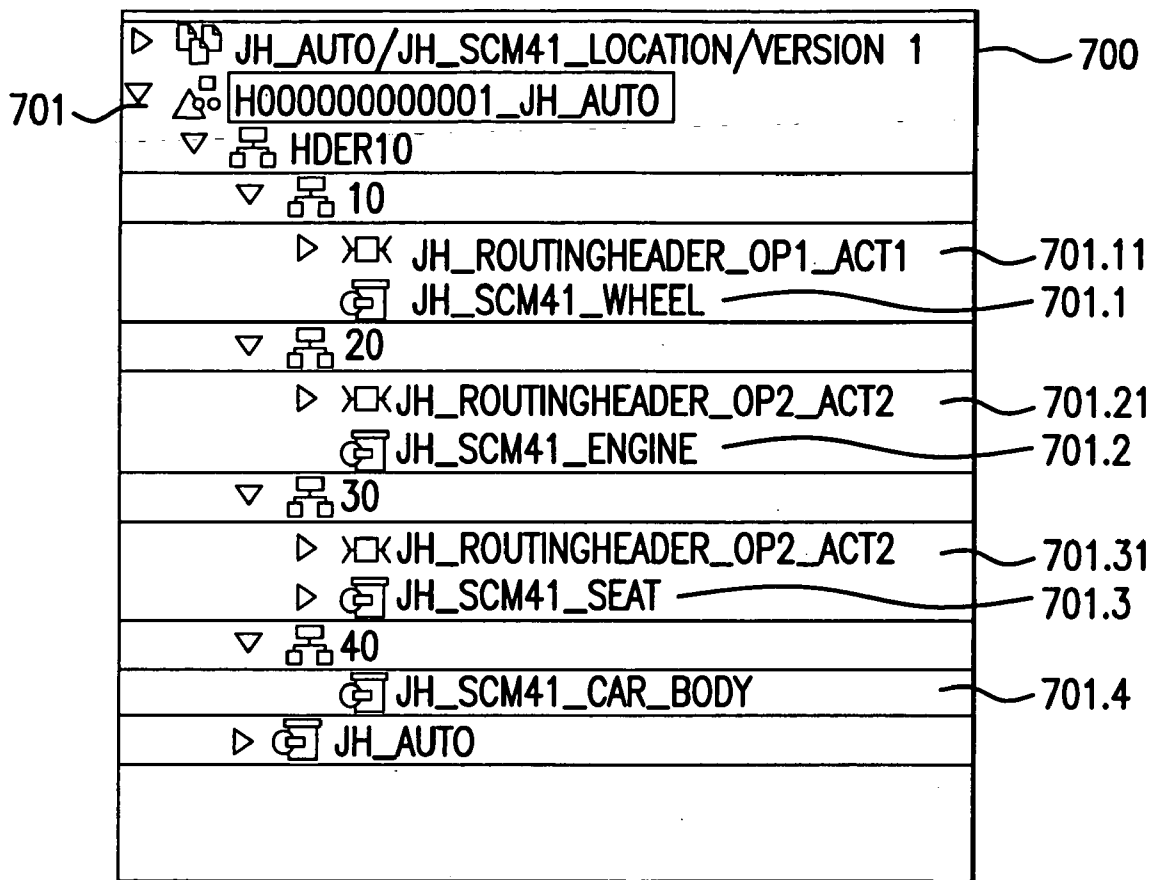 JH_AUTO/JH_SCM41_LOCATION/VERSION 1 700
701 H000000000001_JH_AUTO
HDER10
10
JH_ROUTINGHEADER_OP1_ACT1 701.11
JH_SCM41_WHEEL 701.1
20
JH_ROUTINGHEADER_OP2_ACT2 701.21
JH_SCM41_ENGINE 701.2
30
JH_ROUTINGHEADER_OP2_ACT2 701.31
JH_SCM41_SEAT 701.3
40
JH_SCM41_CAR_BODY 701.4
JH_AUTO